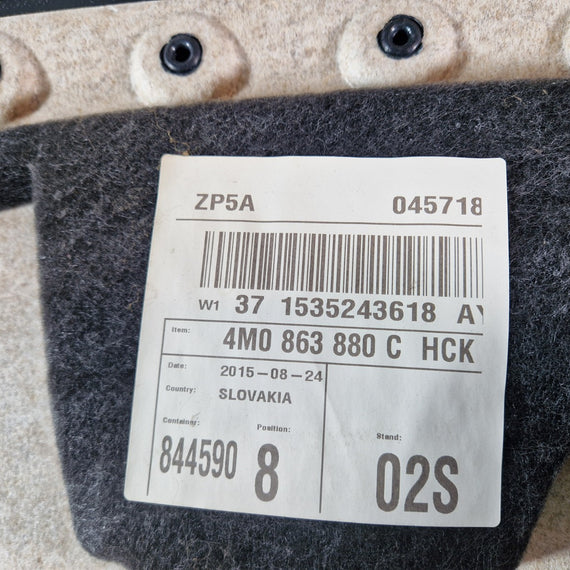 ZP5A 045718
W1 37 1535243618 AY
Item: 4M0 863 880 C HCK
Date: 2015-08-24
Country: SLOVAKIA
Container: Position: Stand:
844590 8 02S